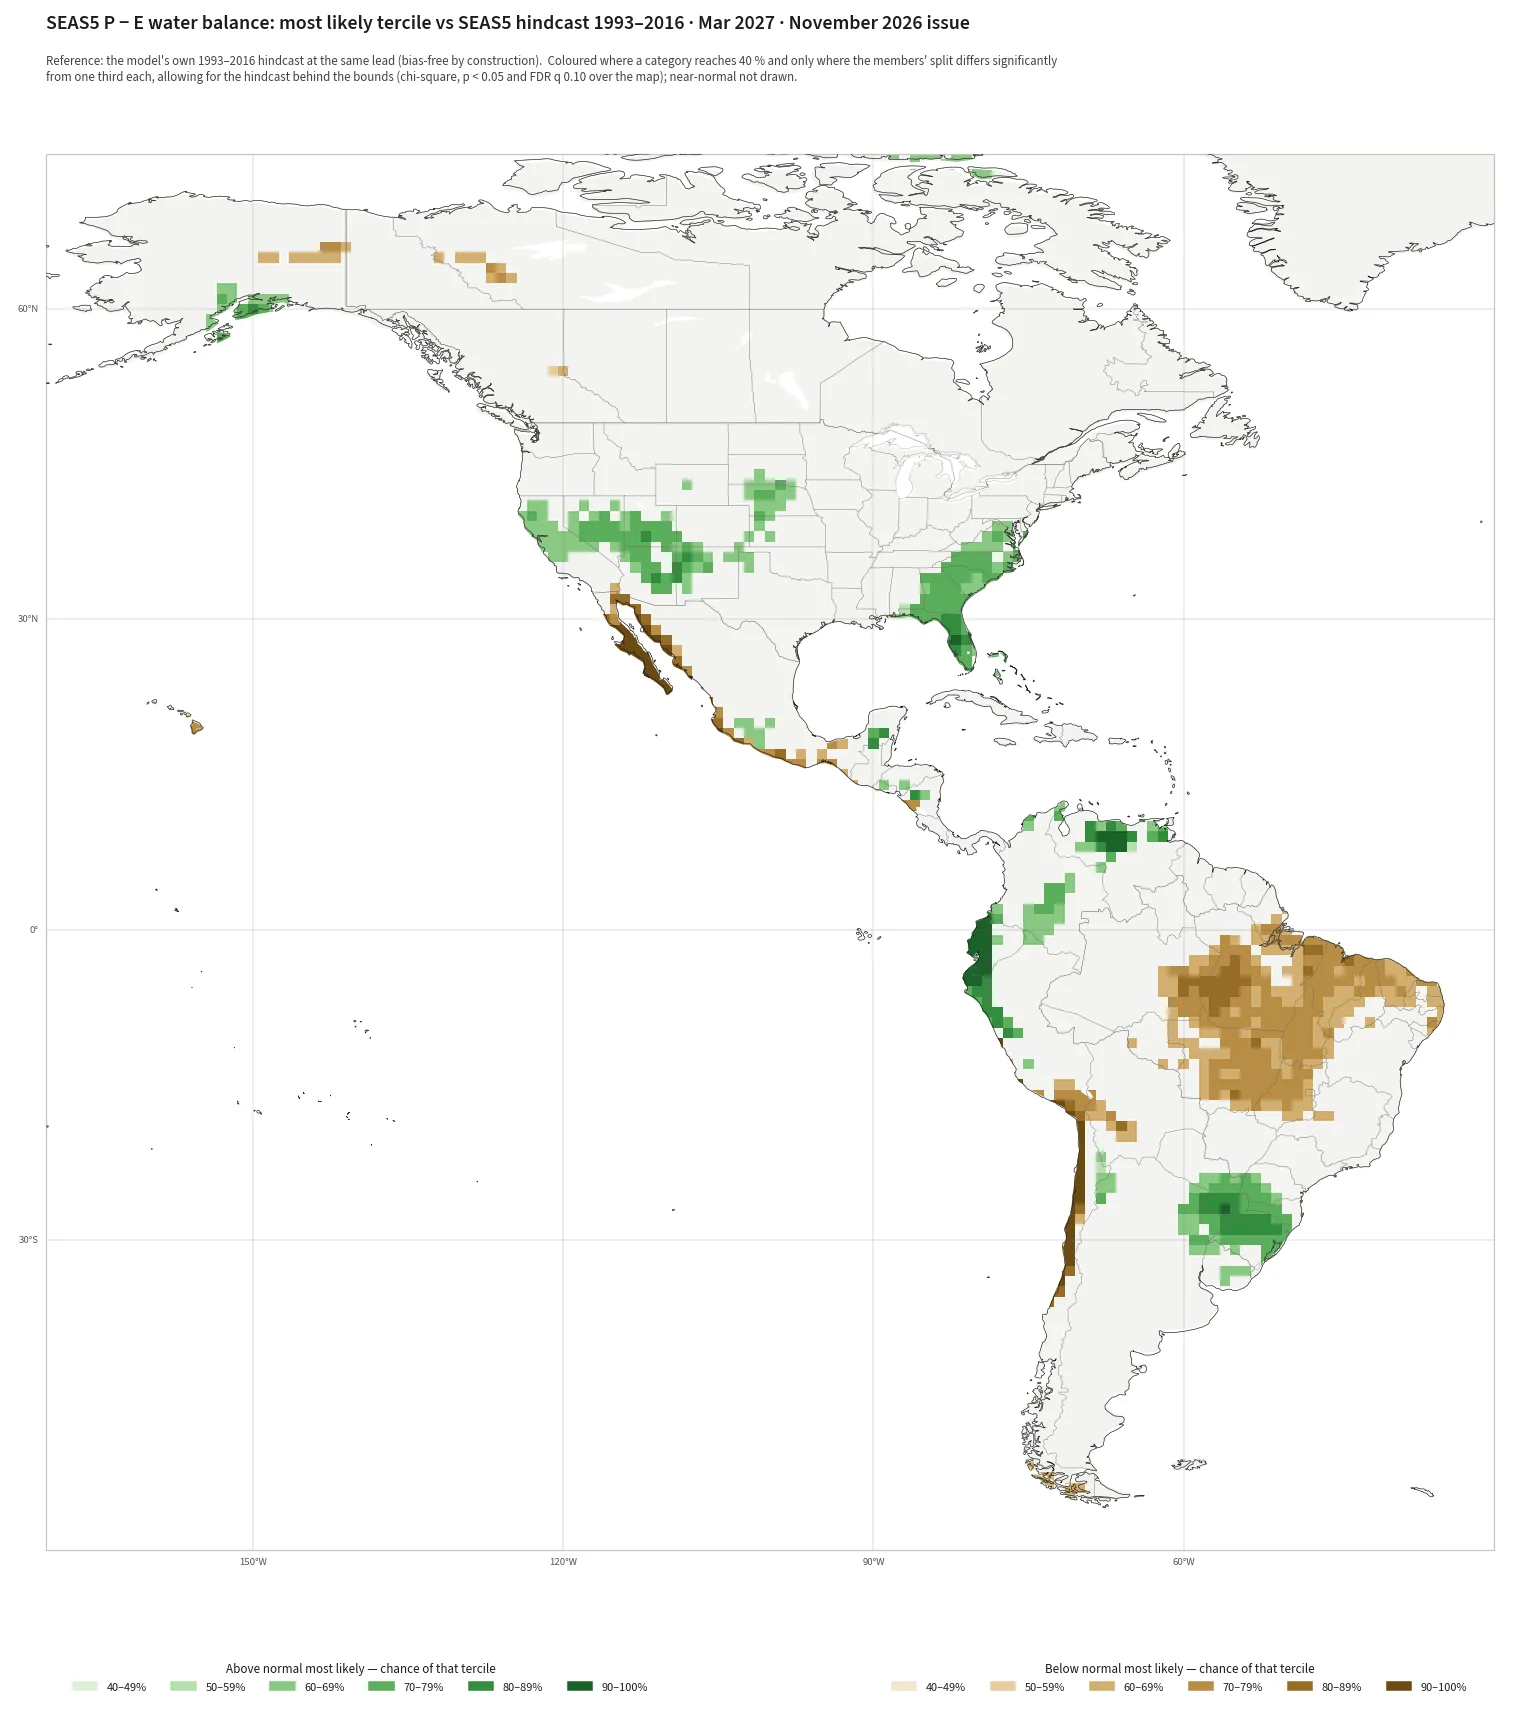 SEAS5 P − E water balance: most likely tercile vs SEAS5 hindcast 1993–2016 · Mar 2027 · November 2026 issue
Reference: the model's own 1993–2016 hindcast at the same lead (bias-free by construction). Coloured where a category reaches 40 % and only where the members' split differs significantly
from one third each, allowing for the hindcast behind the bounds (chi-square, p < 0.05 and FDR q 0.10 over the map); near-normal not drawn.
60°N
30°N
0°
30°S
150°W
120°W
90°W
60°W
Above normal most likely — chance of that tercile
40–49%
50–59%
60–69%
70–79%
80–89%
90–100%
Below normal most likely — chance of that tercile
40–49%
50–59%
60–69%
70–79%
80–89%
90–100%